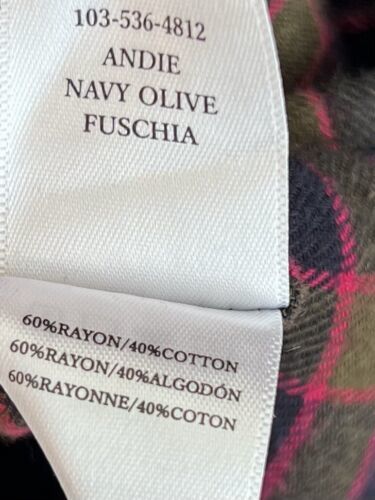 103-536-4812
ANDIE
NAVY OLIVE
FUSCHIA
60%RAYON/40%COTTON
60%RAYON/40%ALGODÓN
60%RAYONNE/40%COTON